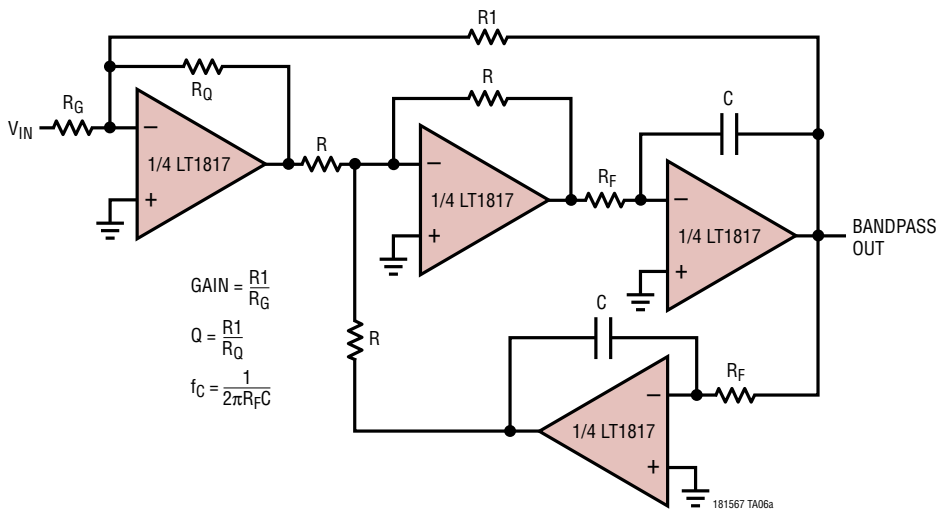 R1
R
C
R_Q
R_G
V_IN
−
+
1/4 LT1817
R
−
+
1/4 LT1817
R_F
−
+
1/4 LT1817
BANDPASS
OUT
GAIN = R1/R_G
Q = R1/R_Q
f_C = 1/2πR_FC
R
C
R_F
−
+
1/4 LT1817
181567 TA06a